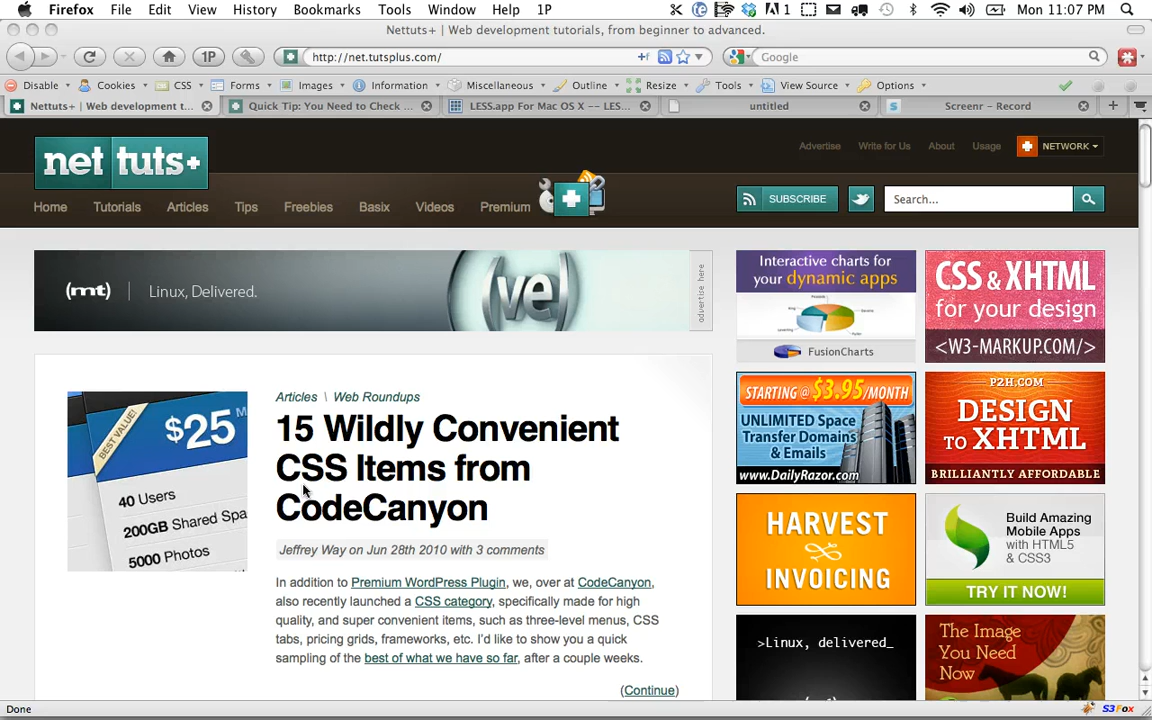 Firefox File Edit View History Bookmarks Tools Window Help 1P 1 Mon 11:07 PM
Nettuts+ | Web development tutorials, from beginner to advanced.
1P http://net.tutsplus.com/ Google
Disable Cookies CSS Forms Images Information Miscellaneous Outline Resize Tools View Source Options
Nettuts+ | Web development t... Quick Tip: You Need to Check ... LESS.app For Mac OS X -- LES... untitled Screenr - Record
net tuts+
Advertise Write for Us About Usage NETWORK
Home Tutorials Articles Tips Freebies Basix Videos Premium
SUBSCRIBE Search...
(mt) Linux, Delivered. (ve)
advertise here
Interactive charts for
your dynamic apps
FusionCharts
CSS & XHTML
for your design
<W3-MARKUP.COM/>
$25
BEST VALUE!
40 Users
200GB Shared Spa
5000 Photos
Articles \ Web Roundups
15 Wildly Convenient
CSS Items from
CodeCanyon
Jeffrey Way on Jun 28th 2010 with 3 comments
In addition to Premium WordPress Plugin, we, over at CodeCanyon,
also recently launched a CSS category, specifically made for high
quality, and super convenient items, such as three-level menus, CSS
tabs, pricing grids, frameworks, etc. I'd like to show you a quick
sampling of the best of what we have so far, after a couple weeks.
(Continue)
STARTING @ $3.95/MONTH
UNLIMITED Space
Transfer Domains
& Emails
www.DailyRazor.com
P2H.COM
DESIGN
TO XHTML
BRILLIANTLY AFFORDABLE
HARVEST
INVOICING
Build Amazing
Mobile Apps
with HTML5
& CSS3
TRY IT NOW!
>Linux, delivered_
The Image
You Need
Now
Done S3Fox